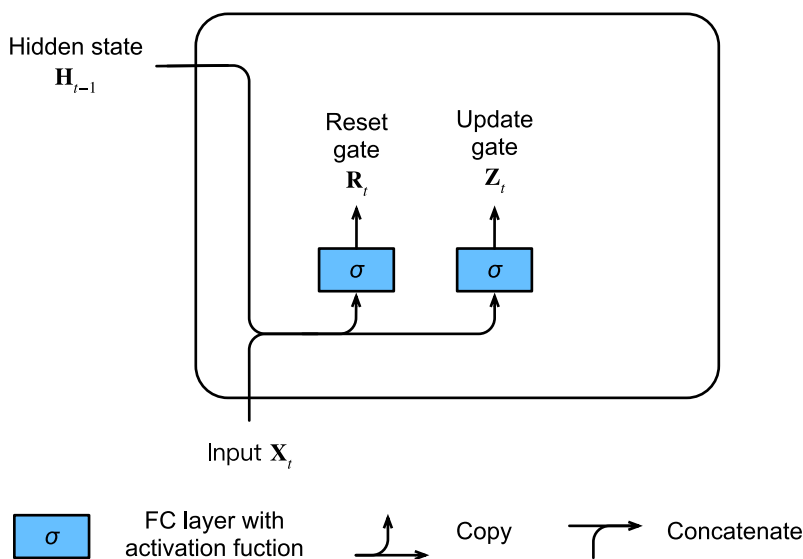 Hidden state
H_{t−1}
Reset
gate
R_t
Update
gate
Z_t
σ
σ
Input X_t
σ
FC layer with
activation fuction
Copy
Concatenate